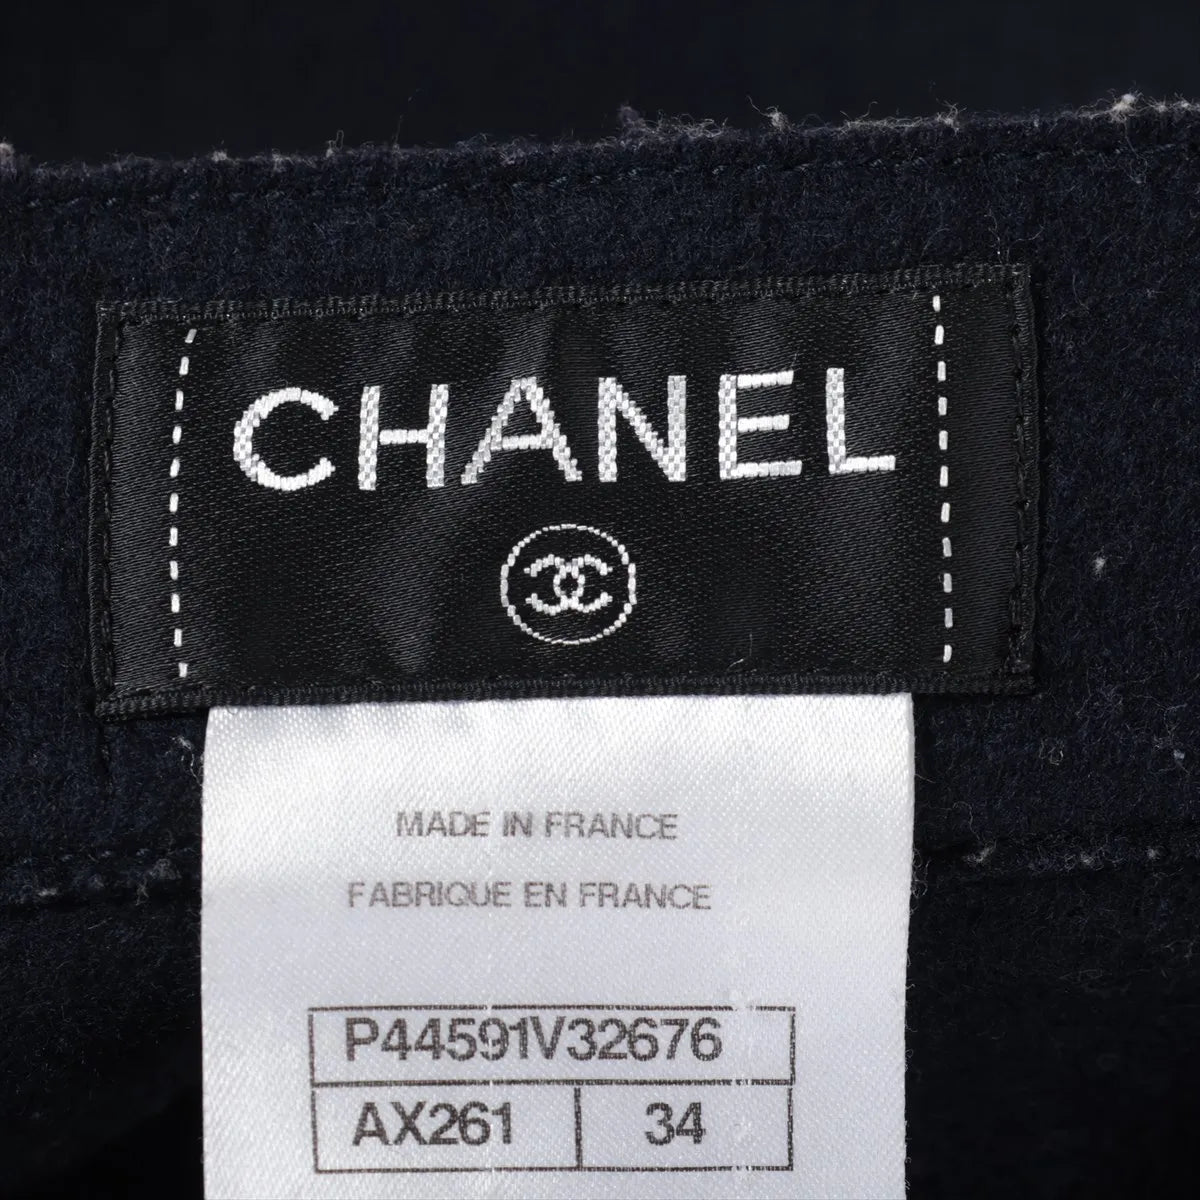 CHANEL
MADE IN FRANCE
FABRIQUE EN FRANCE
P44591V32676
AX261 34